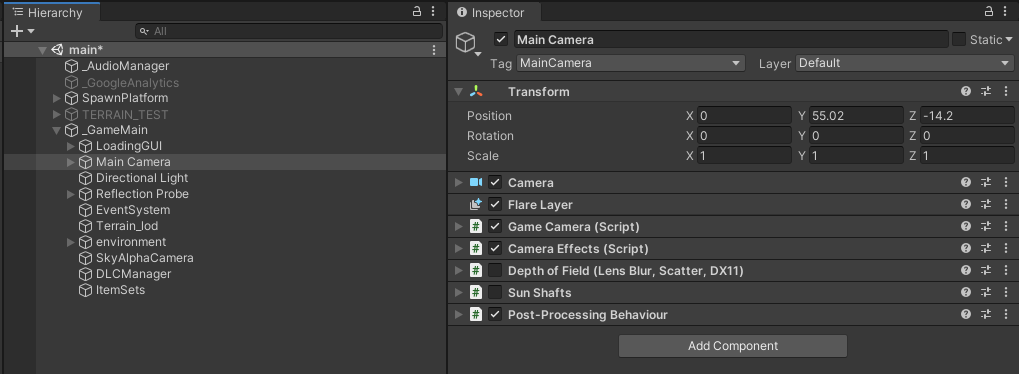 Hierarchy
All
main*
_AudioManager
_GoogleAnalytics
SpawnPlatform
TERRAIN_TEST
_GameMain
LoadingGUI
Main Camera
Directional Light
Reflection Probe
EventSystem
Terrain_lod
environment
SkyAlphaCamera
DLCManager
ItemSets
Inspector
Main Camera Static
Tag MainCamera Layer Default
Transform
Position X 0 Y 55.02 Z -14.2
Rotation X 0 Y 0 Z 0
Scale X 1 Y 1 Z 1
Camera
Flare Layer
# Game Camera (Script)
# Camera Effects (Script)
# Depth of Field (Lens Blur, Scatter, DX11)
# Sun Shafts
# Post-Processing Behaviour
Add Component